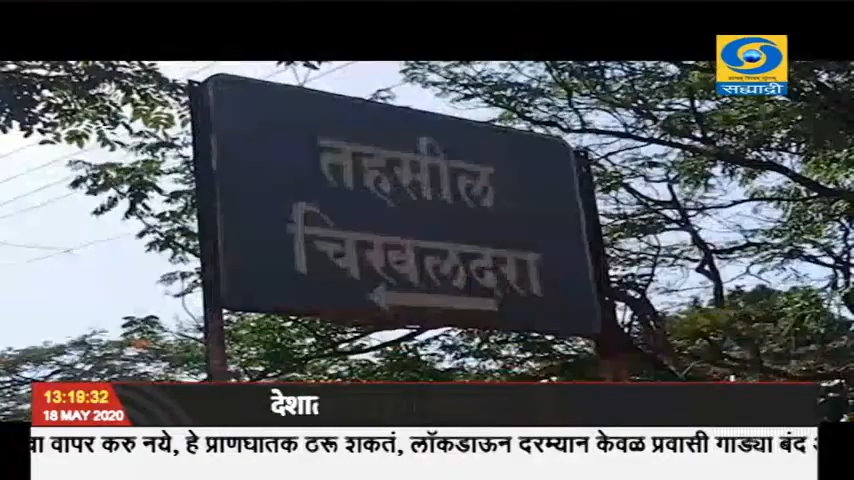 सह्याद्री
तहसील
चिखलदरा
13:19:32
18 MAY 2020
देशा
वापर करु नये, हे प्राणघातक ठरू शकतं, लॉकडाऊन दरम्यान केवळ प्रवासी गाड्या बंद